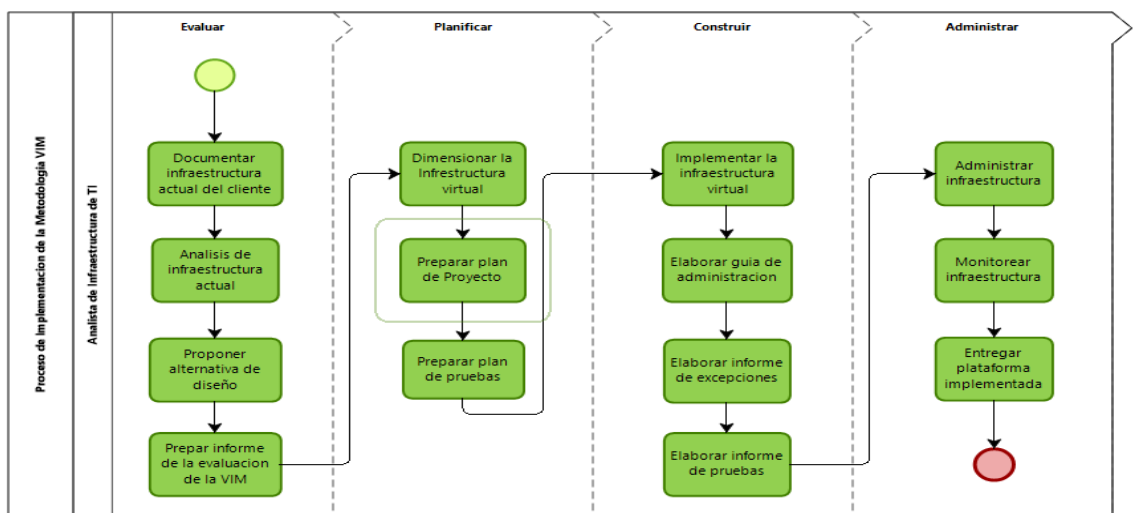 Evaluar
Planificar
Construir
Administrar
Proceso de Implementacion de la Metodología VIM
Analista de Infraestructura de TI
Documentar
infraestructura
actual del cliente
Analisis de
infraestructura
actual
Proponer
alternativa de
diseño
Prepar informe
de la evaluacion
de la VIM
Dimensionar la
Infrestructura
virtual
Preparar plan
de Proyecto
Preparar plan
de pruebas
Implementar la
infraestructura
virtual
Elaborar guia de
administracion
Elaborar informe
de excepciones
Elaborar informe
de pruebas
Administrar
infraestructura
Monitorear
infraestructura
Entregar
plataforma
implementada